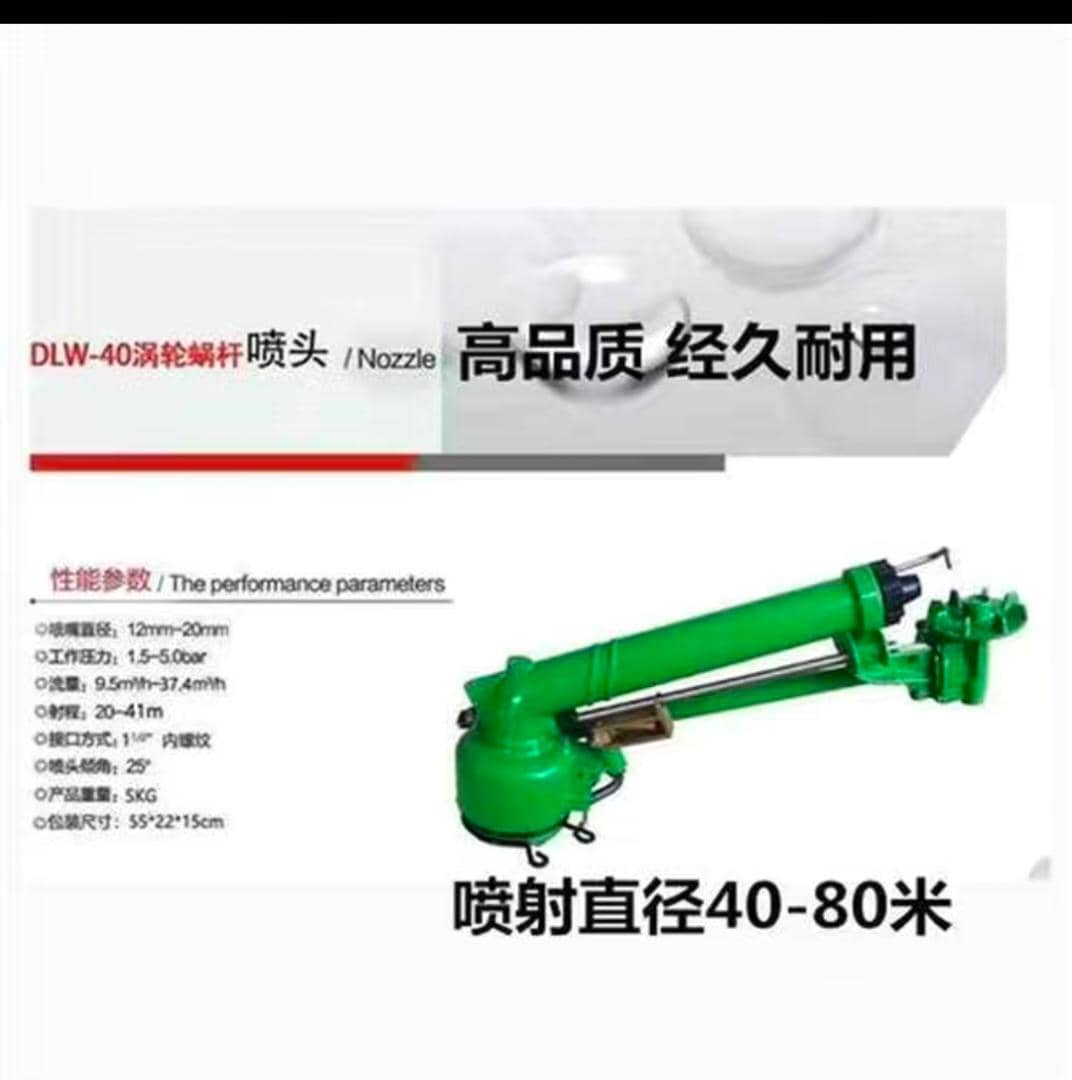 DLW-40涡轮蜗杆喷头 / Nozzle 高品质 经久耐用
性能参数 / The performance parameters
○喷嘴直径：12mm-20mm
○工作压力：1.5-5.0bar
○流量：9.5m³/h-37.4m³/h
○射程：20-41m
○接口方式：1¹ᐟ²" 内螺纹
○喷头倾角：25°
○产品重量：5KG
○包装尺寸：55*22*15cm
喷射直径40-80米